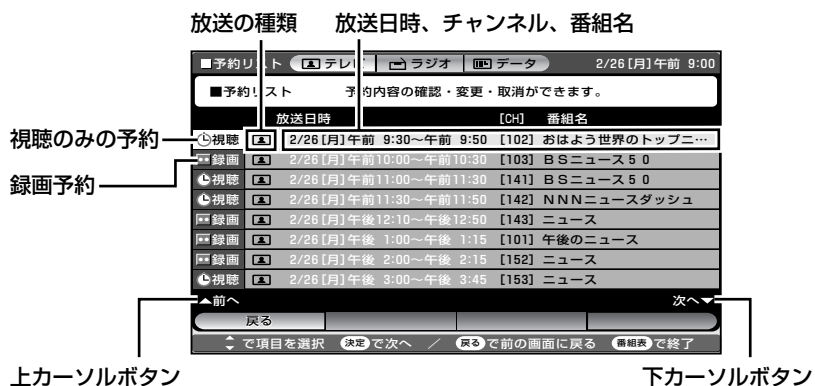 放送の種類　放送日時、チャンネル、番組名
■予約リスト　テレビ　ラジオ　データ　2/26[月]午前 9:00
■予約リスト　予約内容の確認・変更・取消ができます。
放送日時　[CH]　番組名
視聴のみの予約　視聴　2/26[月]午前 9:30～午前 9:50　[102]　おはよう世界のトップニ…
録画予約　録画　2/26[月]午前10:00～午前10:30　[103]　ＢＳニュース５０
視聴　2/26[月]午前11:00～午前11:30　[141]　ＢＳニュース５０
視聴　2/26[月]午前11:30～午前11:50　[142]　ＮＮＮニュースダッシュ
録画　2/26[月]午後12:10～午後12:50　[143]　ニュース
録画　2/26[月]午後 1:00～午後 1:15　[101]　午後のニュース
録画　2/26[月]午後 2:00～午後 2:15　[152]　ニュース
視聴　2/26[月]午後 3:00～午後 3:45　[153]　ニュース
▲前へ　次へ▼
戻る
で項目を選択　決定で次へ　／　戻るで前の画面に戻る　番組表で終了
上カーソルボタン　下カーソルボタン